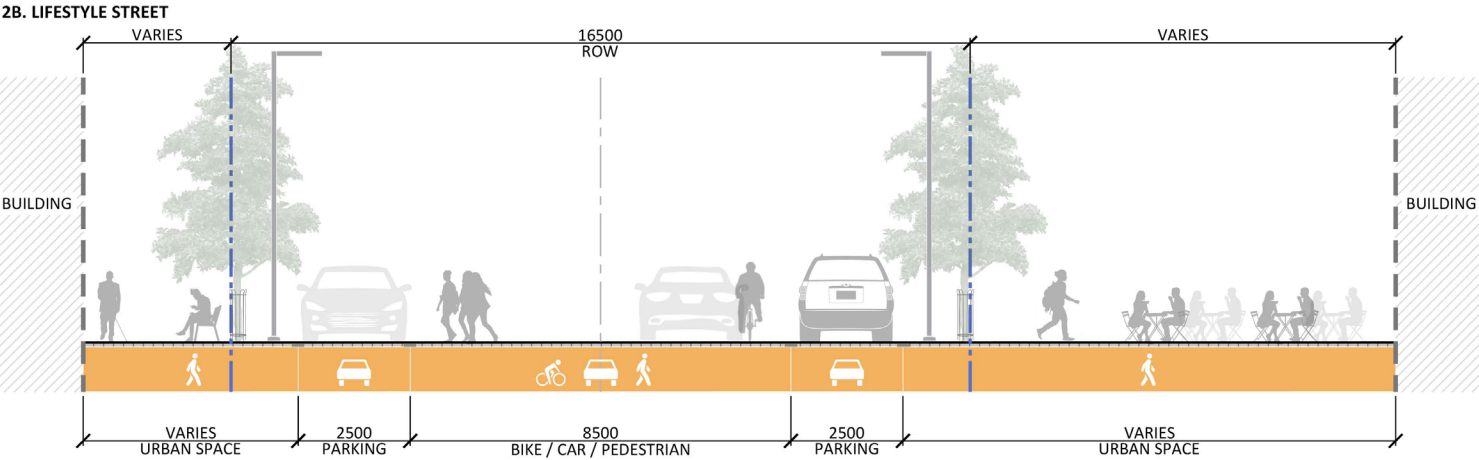 2B. LIFESTYLE STREET
VARIES
16500
ROW
VARIES
BUILDING
BUILDING
VARIES
URBAN SPACE
2500
PARKING
8500
BIKE / CAR / PEDESTRIAN
2500
PARKING
VARIES
URBAN SPACE